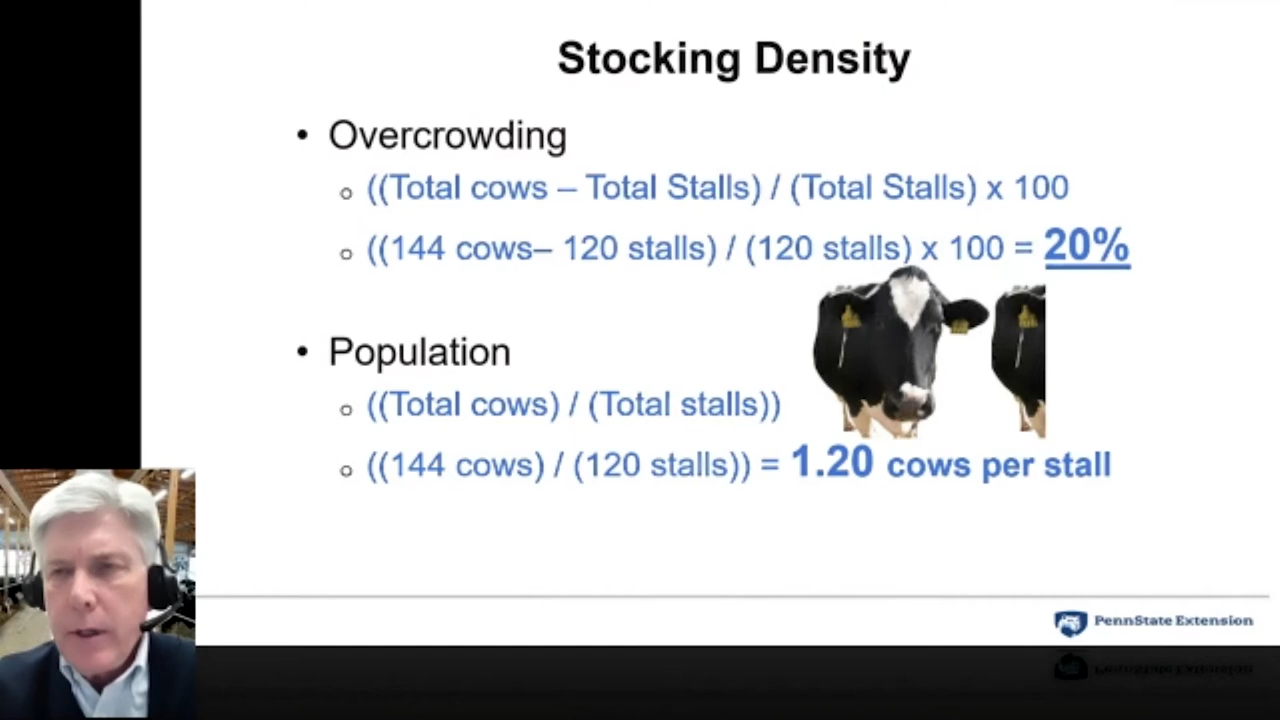 Stocking Density
• Overcrowding
○ ((Total cows – Total Stalls) / (Total Stalls) x 100
○ ((144 cows– 120 stalls) / (120 stalls) x 100 = 20%
• Population
○ ((Total cows) / (Total stalls))
○ ((144 cows) / (120 stalls)) = 1.20 cows per stall
PennState Extension